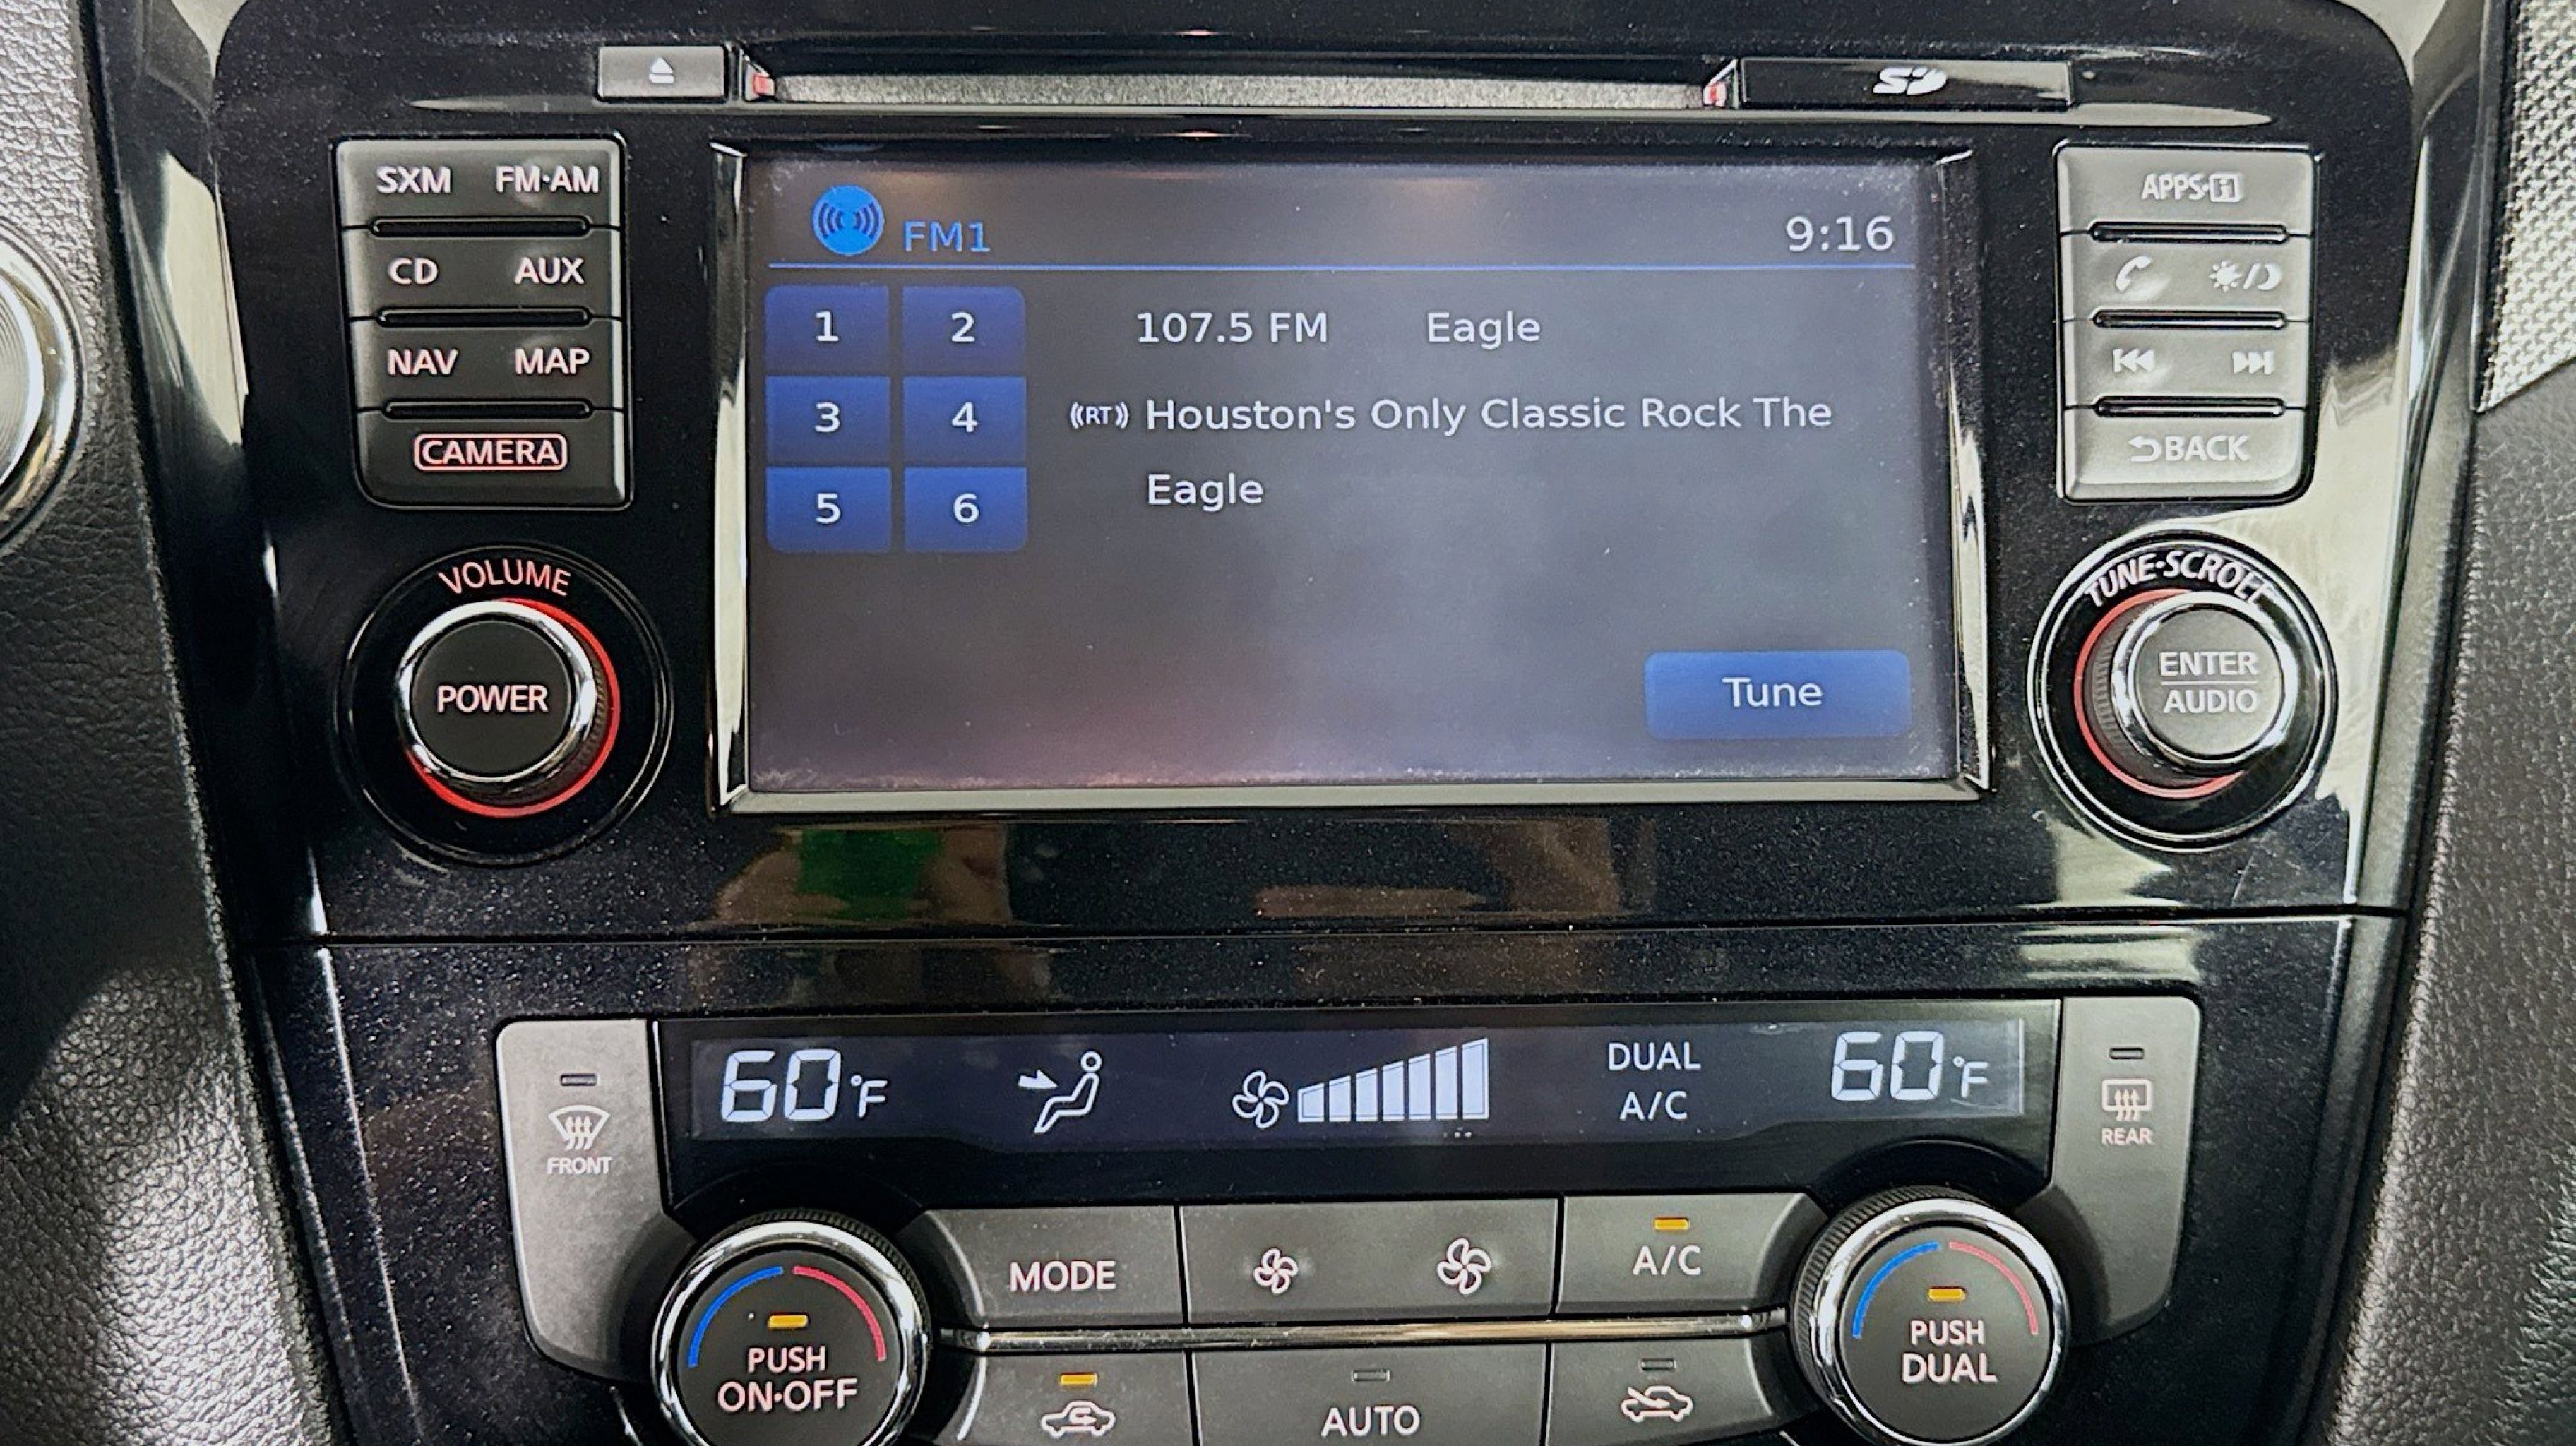 SD
SXM FM·AM
CD AUX
NAV MAP
CAMERA
VOLUME
POWER
FM1 9:16
1 2
3 4
5 6
107.5 FM Eagle
((RT)) Houston's Only Classic Rock The
Eagle
Tune
APPS·i
BACK
TUNE·SCROLL
ENTER
AUDIO
FRONT
60°F
DUAL
A/C
60°F
REAR
MODE
A/C
PUSH
ON·OFF
AUTO
PUSH
DUAL